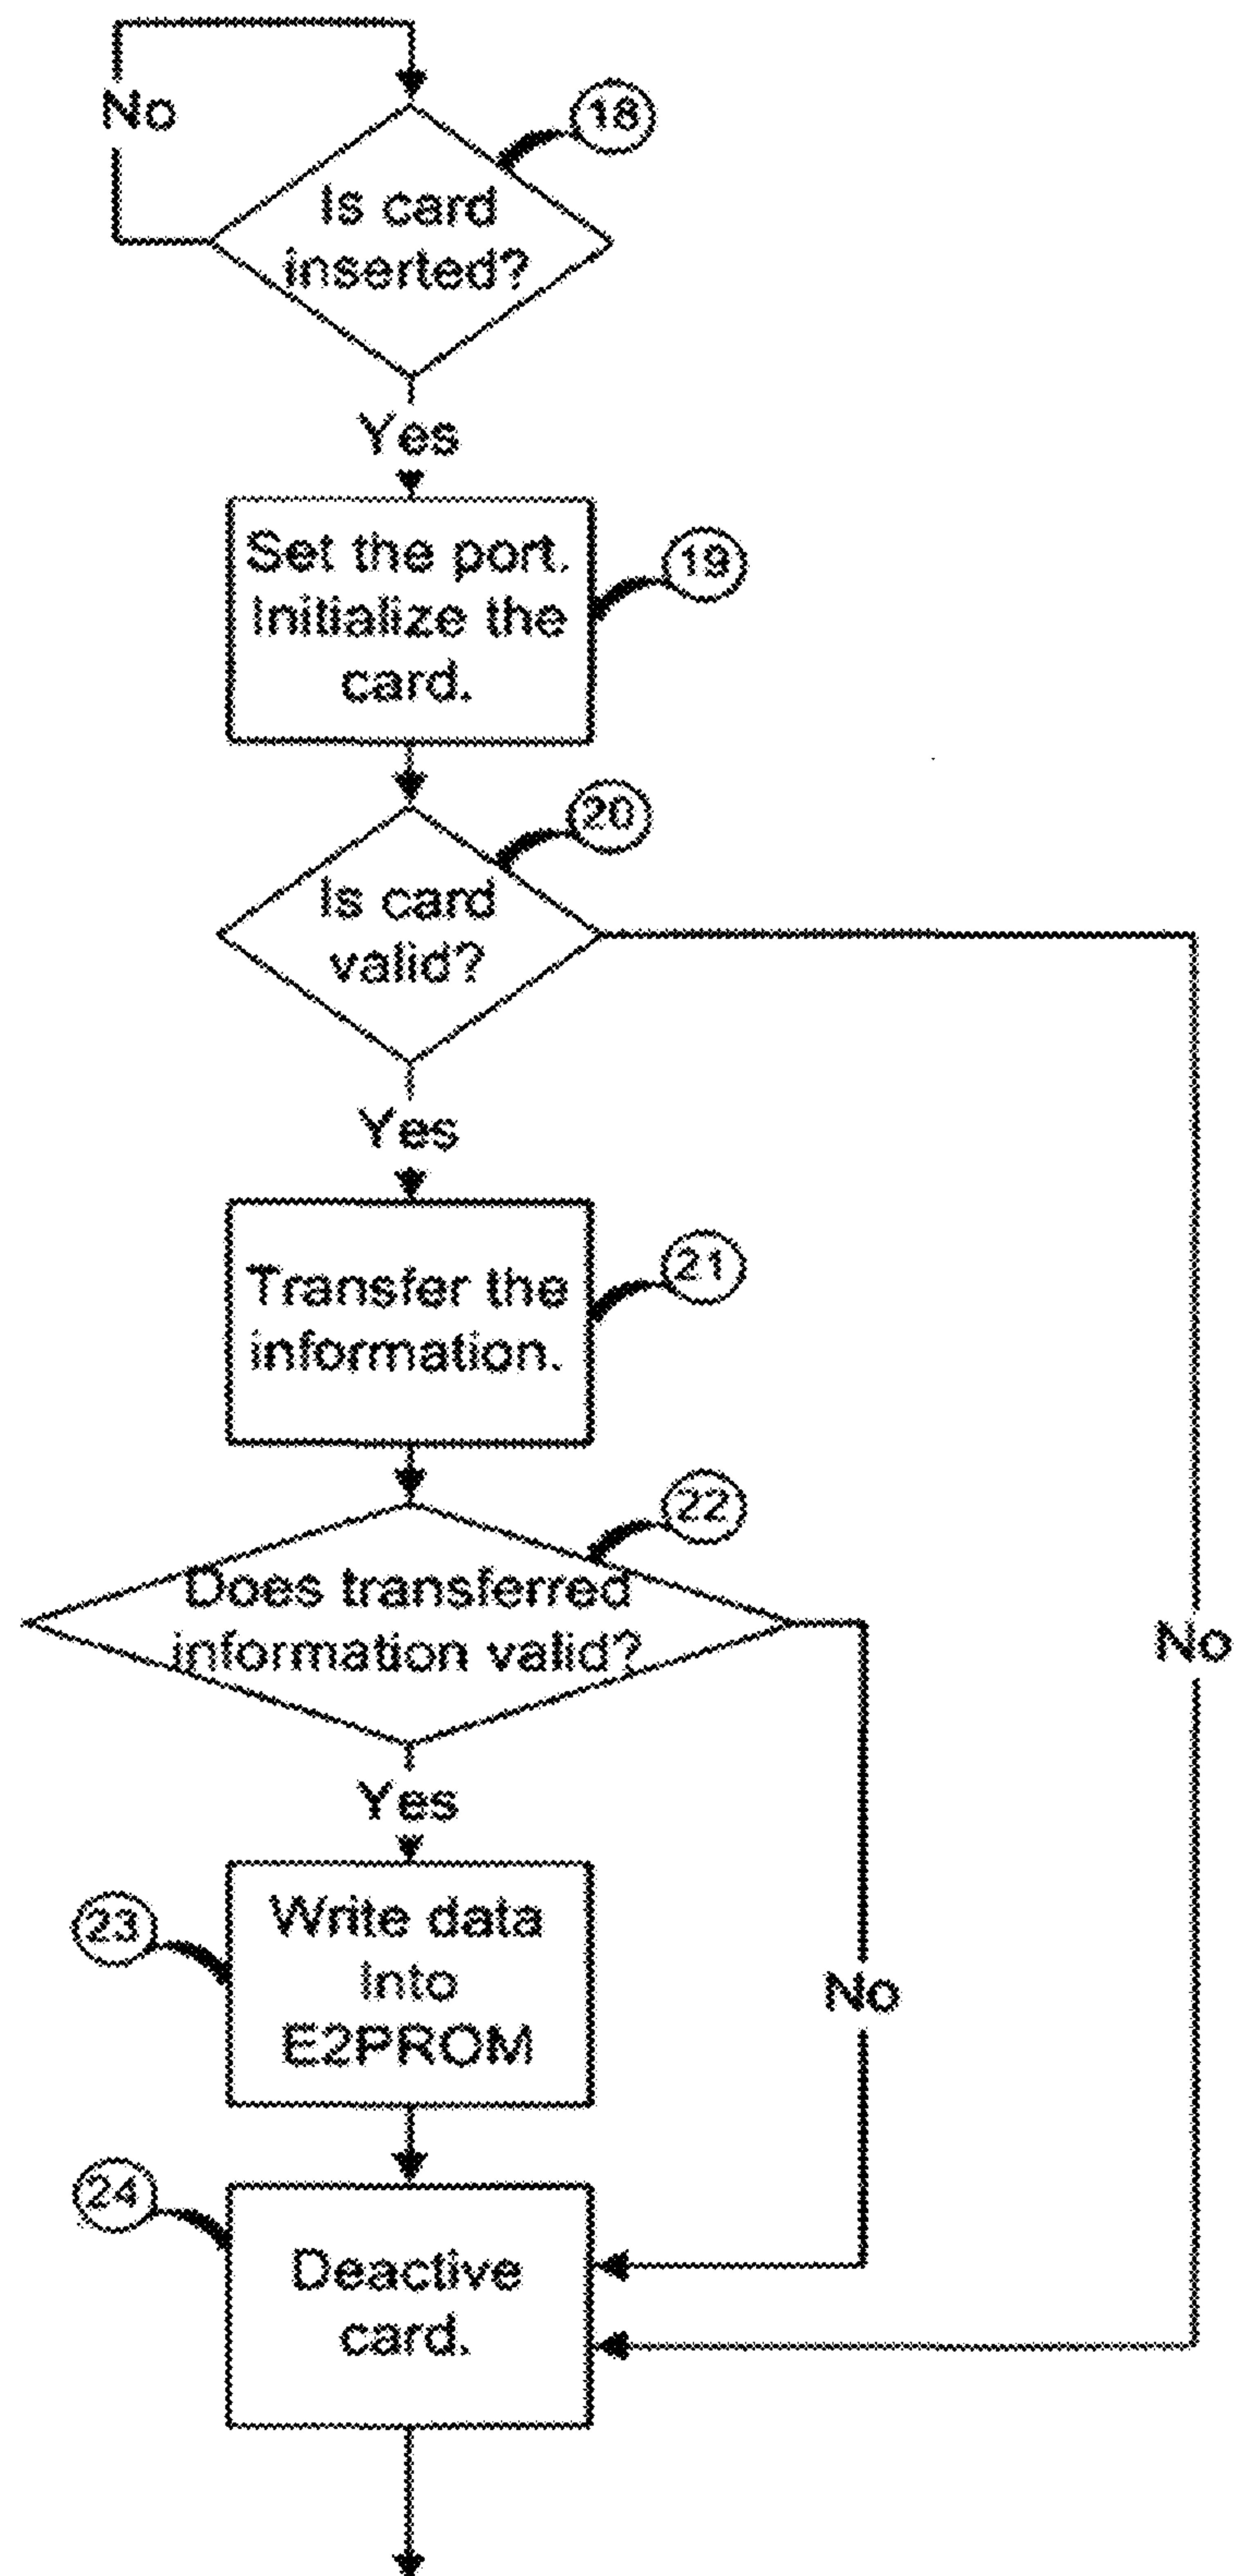 No
18
Is card
inserted?
Yes
Set the port.
Initialize the
card.
19
20
Is card
valid?
Yes
Transfer the
information.
21
22
Does transferred
information valid?
No
Yes
23
Write data
Into
E2PROM
No
24
Deactive
card.